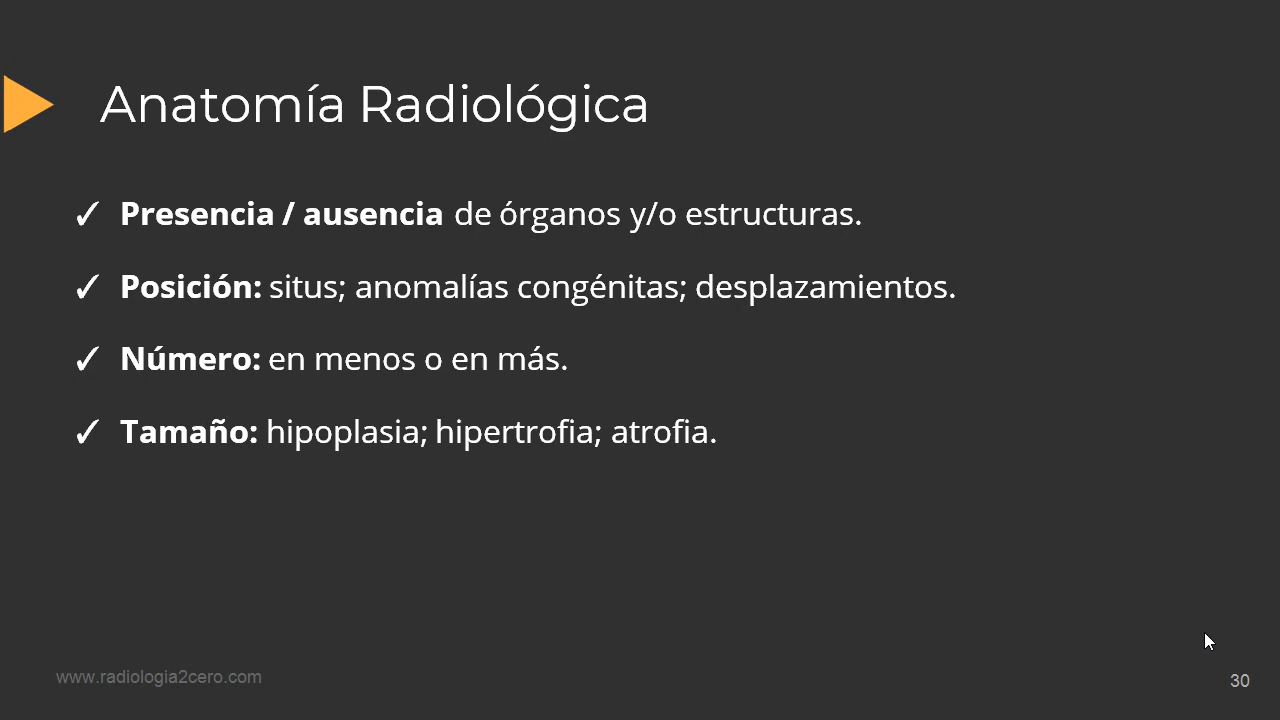 Anatomía Radiológica
✓ Presencia / ausencia de órganos y/o estructuras.
✓ Posición: situs; anomalías congénitas; desplazamientos.
✓ Número: en menos o en más.
✓ Tamaño: hipoplasia; hipertrofia; atrofia.
www.radiologia2cero.com
30